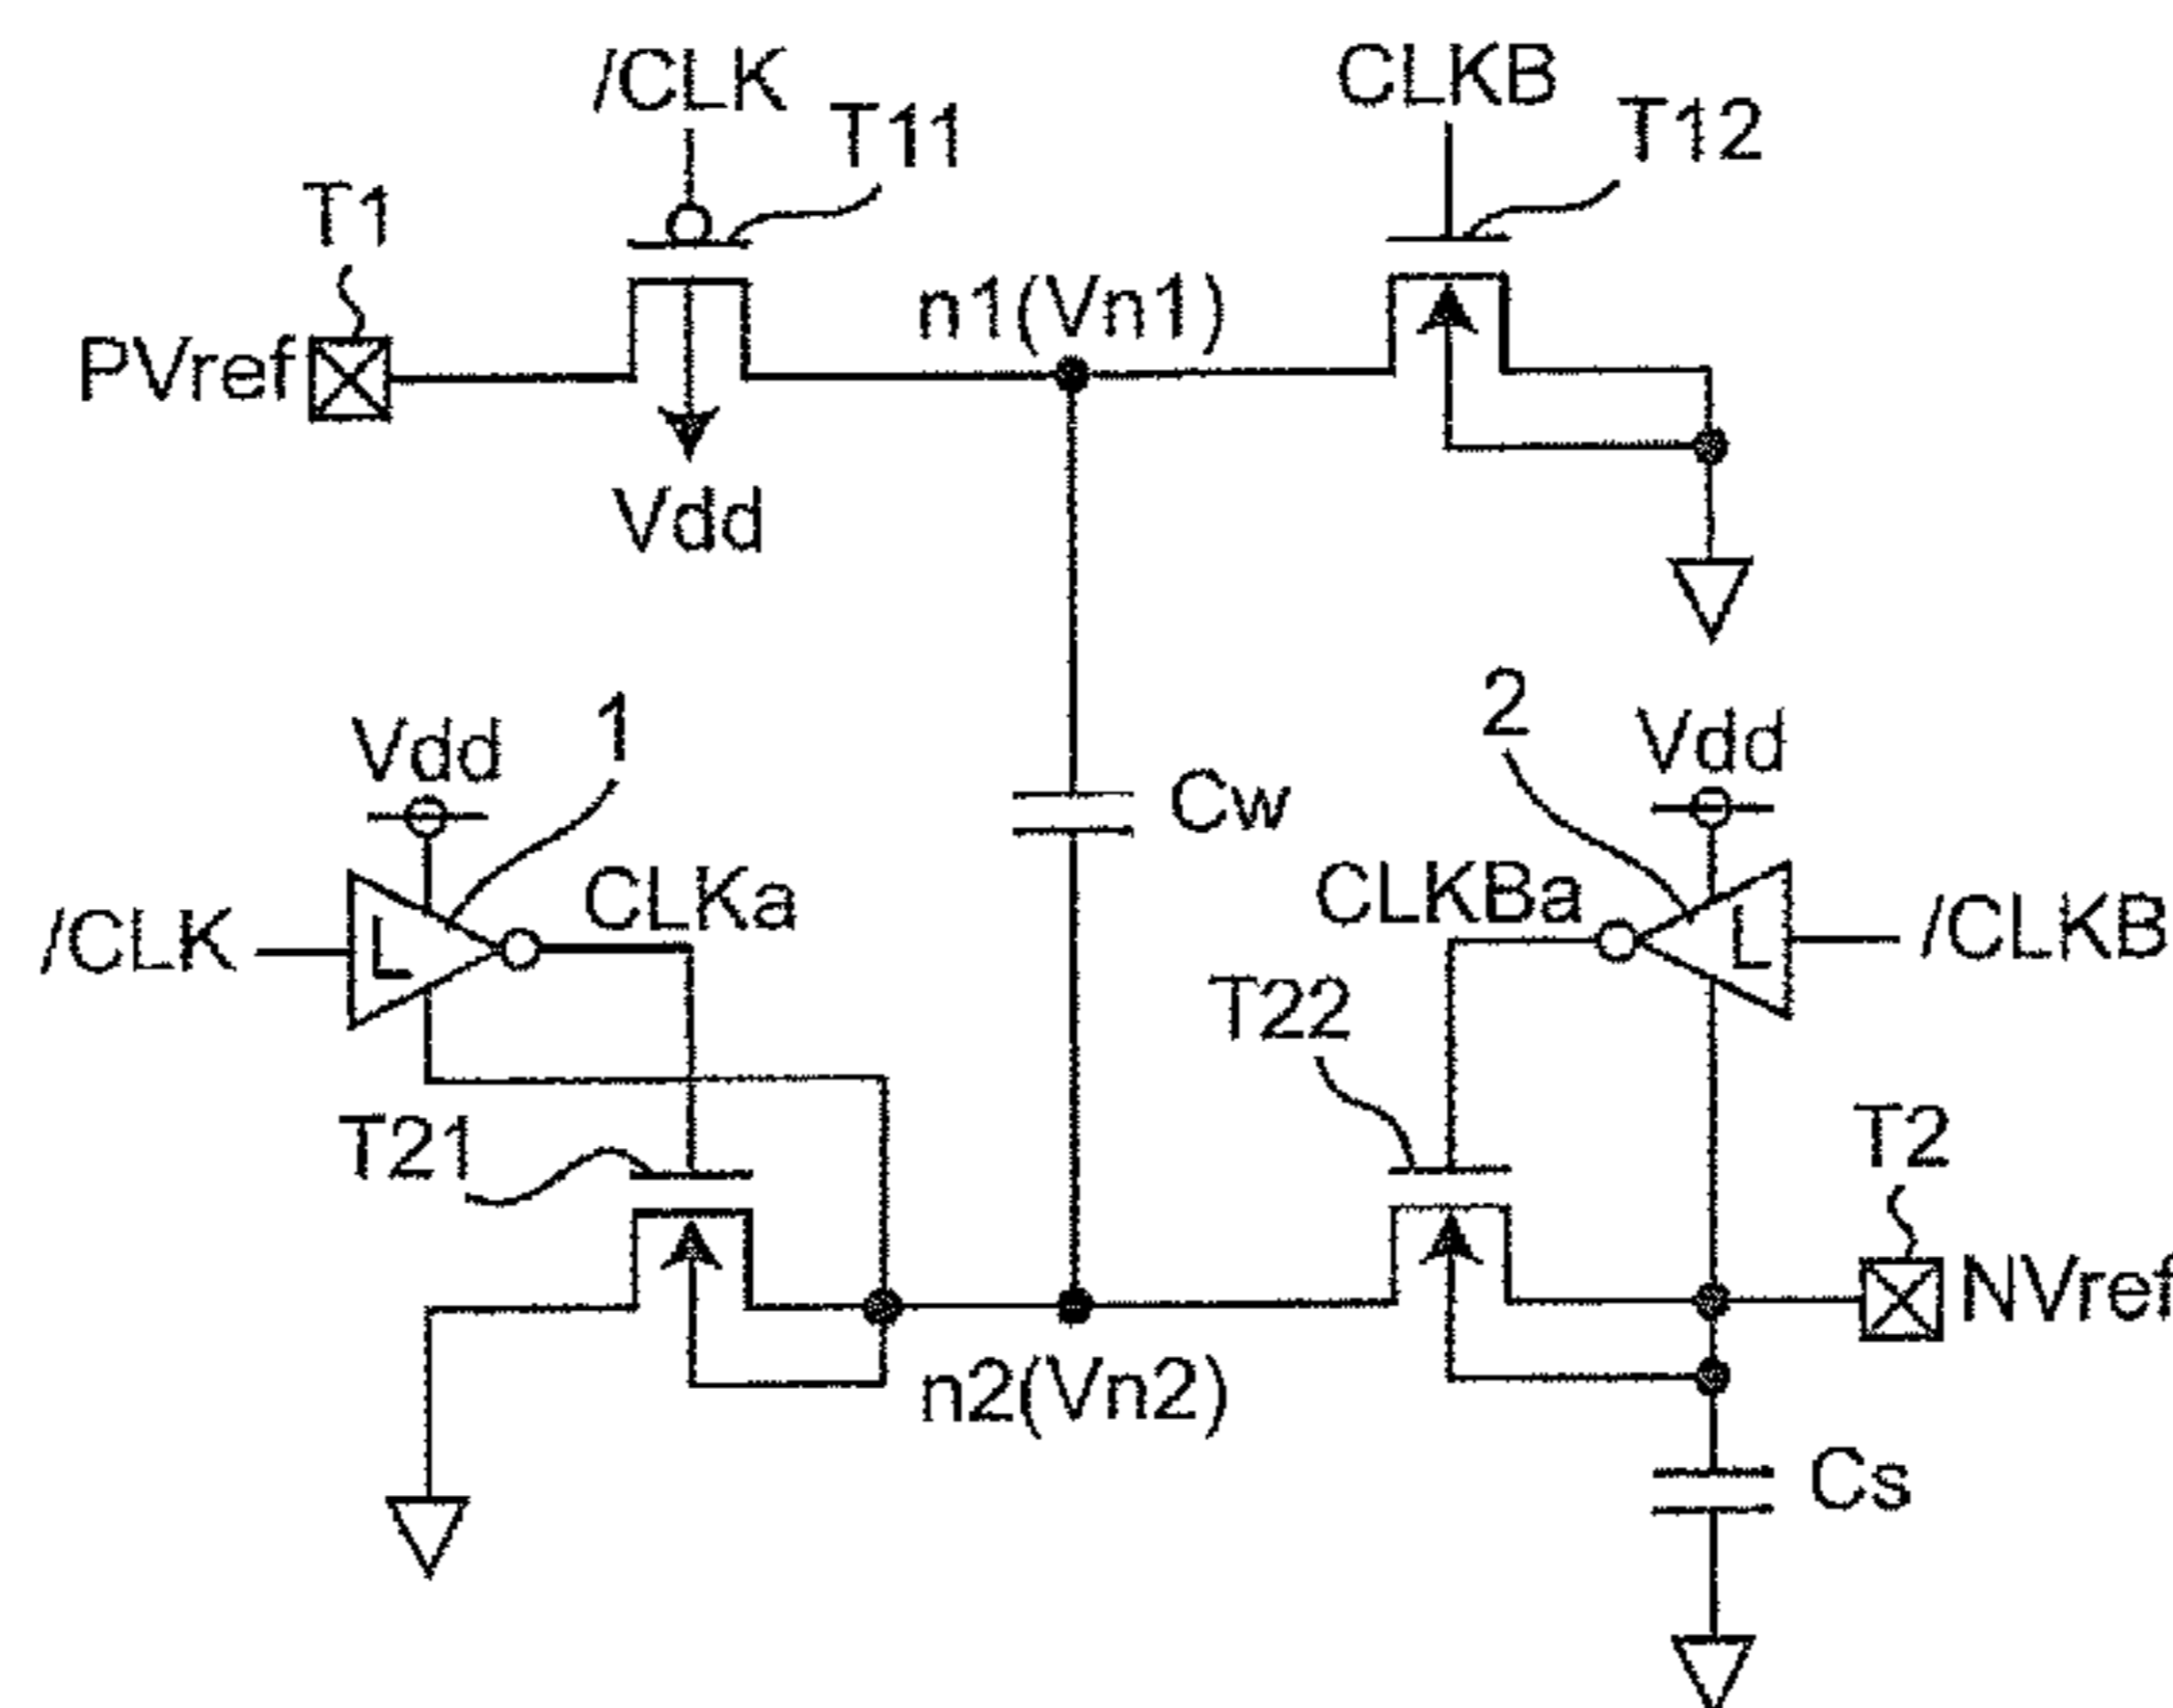 /CLK
CLKB
T11
T12
T1
n1(Vn1)
PVref
Vdd
1
2
Vdd
Vdd
Cw
CLKa
CLKBa
/CLK
L
L
/CLKB
T22
T21
T2
NVref
n2(Vn2)
Cs